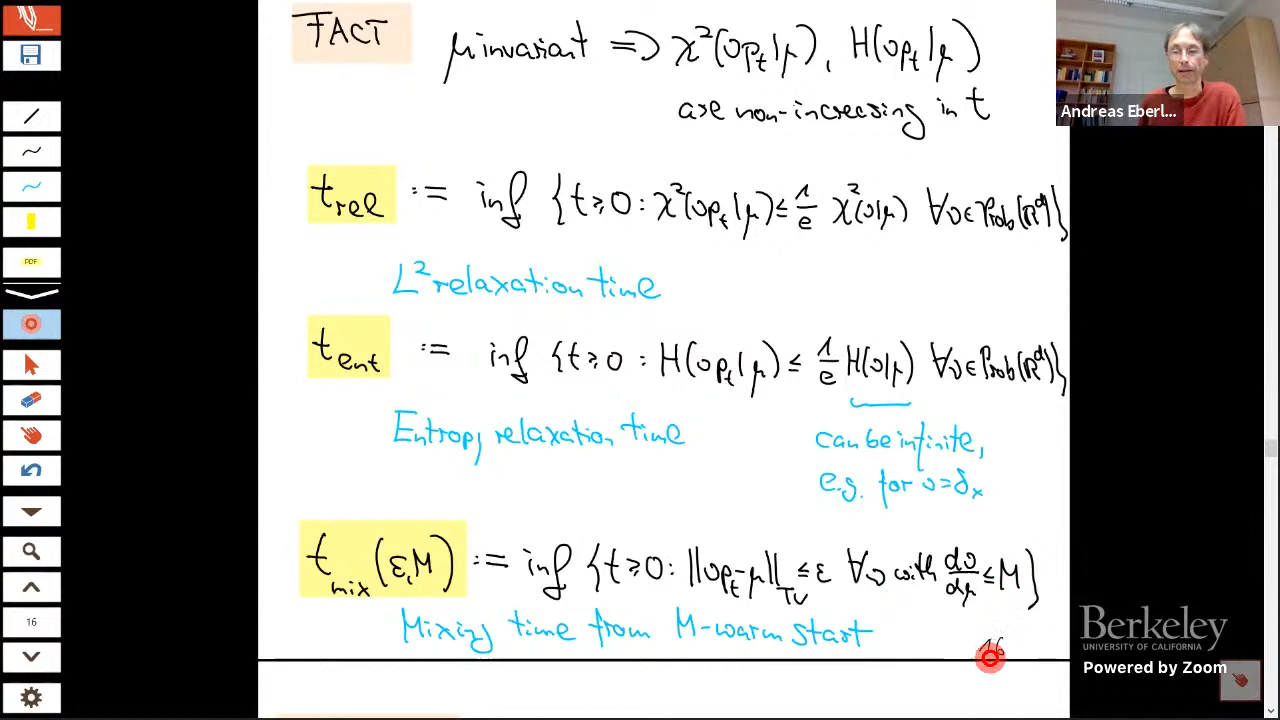 FACT
μ invariant ⟹ χ²(νp_t|μ), H(νp_t|μ)
are non-increasing in t
Andreas Eberl...
t_rel := inf {t ≥ 0 : χ²(νp_t|μ) ≤ 1/e χ²(ν|μ) ∀ν∈Prob(ℝ^d)}
L² relaxation time
t_ent := inf {t ≥ 0 : H(νp_t|μ) ≤ 1/e H(ν|μ) ∀ν∈Prob(ℝ^d)}
Entropy relaxation time
can be infinite,
e.g. for ν = δ_x
t_mix (ε,M) := inf {t ≥ 0 : ||νp_t - μ||_TV ≤ ε ∀ν with dν/dμ ≤ M}
Mixing time from M-warm start
16
PDF
16
Berkeley
UNIVERSITY OF CALIFORNIA
Powered by Zoom